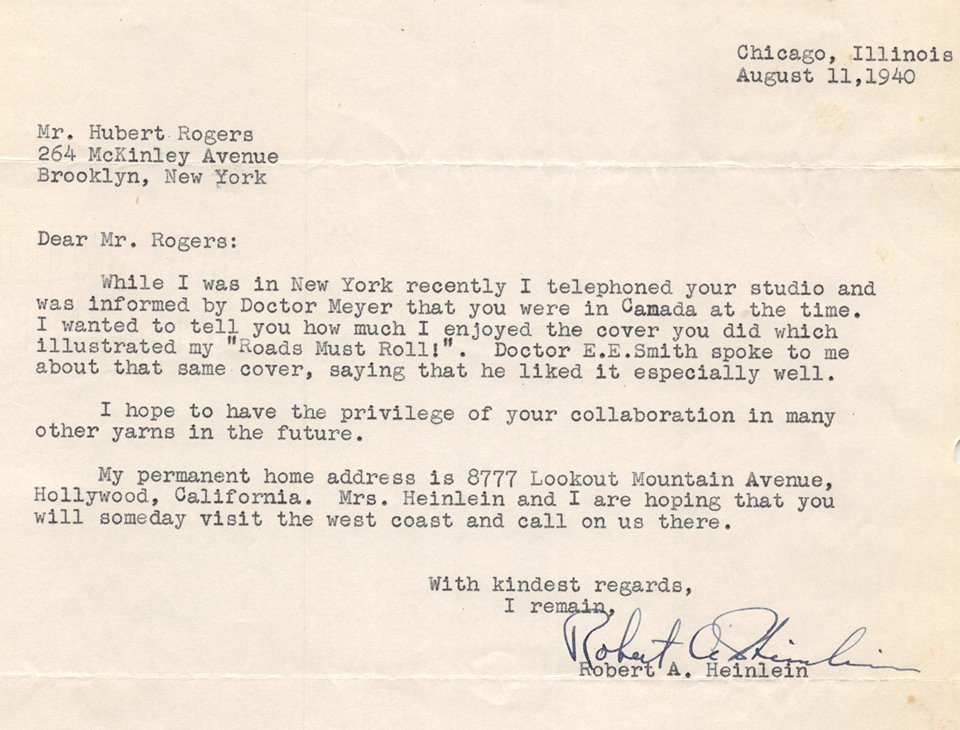 Chicago, Illinois
August 11,1940
Mr. Hubert Rogers
264 McKinley Avenue
Brooklyn, New York
Dear Mr. Rogers:
While I was in New York recently I telephoned your studio and
was informed by Doctor Meyer that you were in Canada at the time.
I wanted to tell you how much I enjoyed the cover you did which
illustrated my "Roads Must Roll!". Doctor E.E.Smith spoke to me
about that same cover, saying that he liked it especially well.
I hope to have the privilege of your collaboration in many
other yarns in the future.
My permanent home address is 8777 Lookout Mountain Avenue,
Hollywood, California. Mrs. Heinlein and I are hoping that you
will someday visit the west coast and call on us there.
With kindest regards,
I remain,
Robert A. Heinlein
Robert A. Heinlein